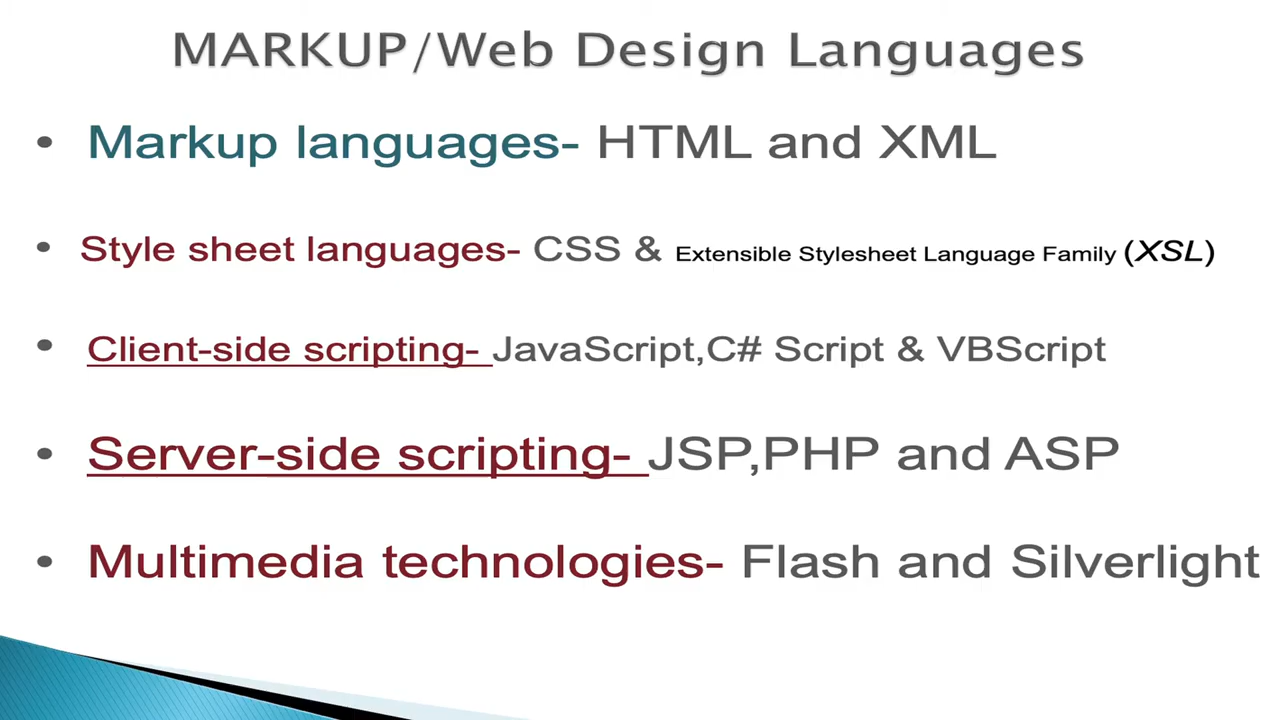 MARKUP/Web Design Languages
• Markup languages- HTML and XML
• Style sheet languages- CSS & Extensible Stylesheet Language Family (XSL)
• Client-side scripting- JavaScript,C# Script & VBScript
• Server-side scripting- JSP,PHP and ASP
• Multimedia technologies- Flash and Silverlight